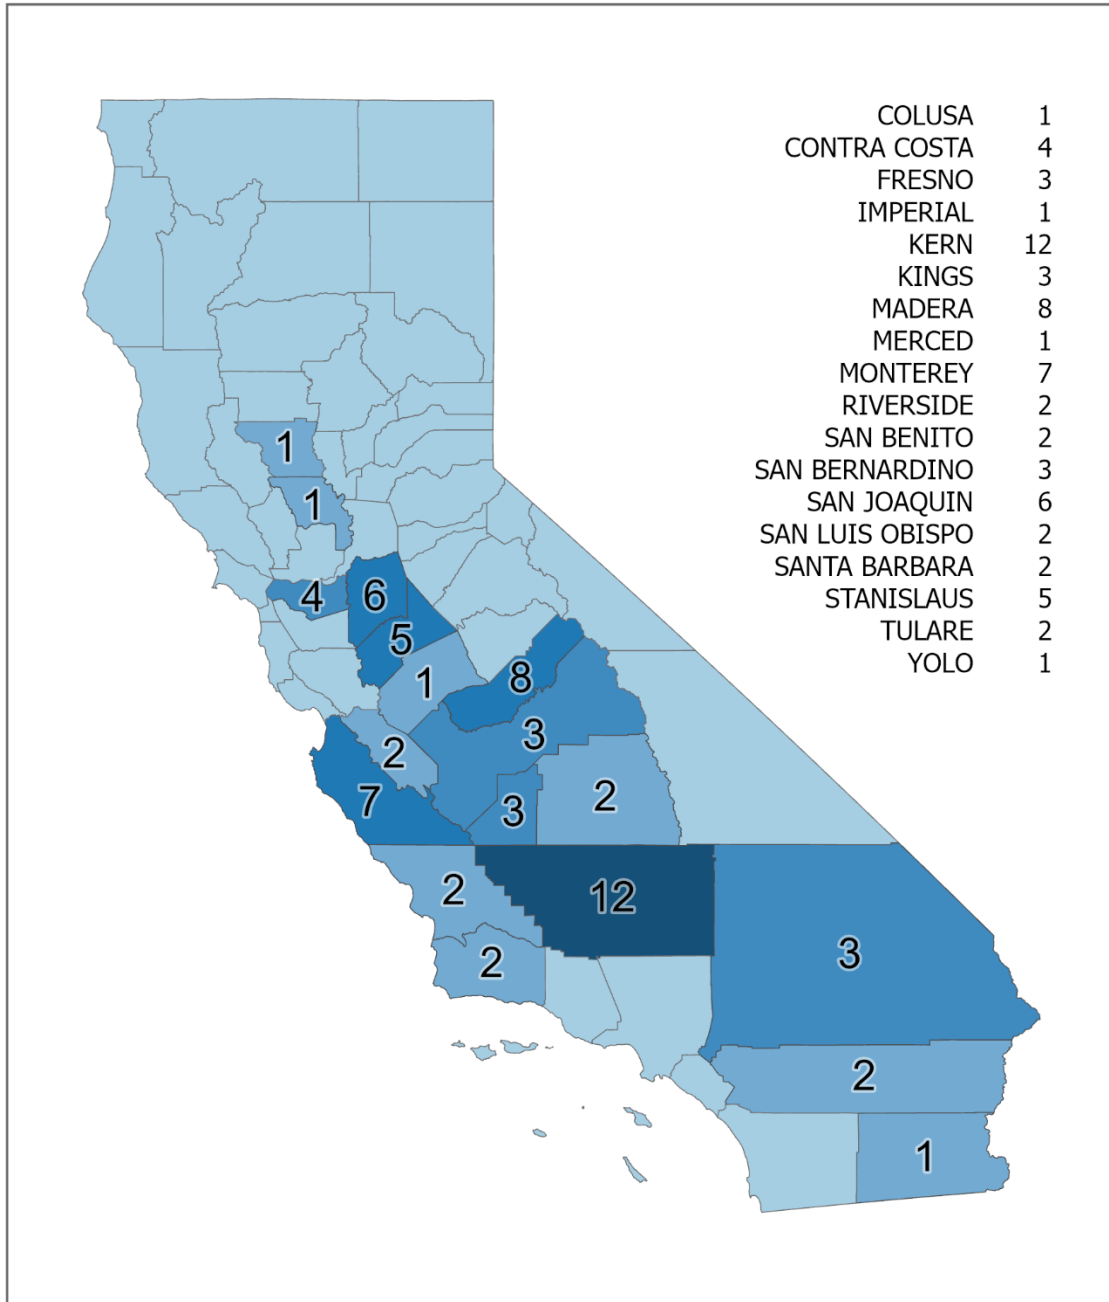 COLUSA 1
CONTRA COSTA 4
FRESNO 3
IMPERIAL 1
KERN 12
KINGS 3
MADERA 8
MERCED 1
MONTEREY 7
RIVERSIDE 2
SAN BENITO 2
SAN BERNARDINO 3
SAN JOAQUIN 6
SAN LUIS OBISPO 2
SANTA BARBARA 2
STANISLAUS 5
TULARE 2
YOLO 1
1
1
4
6
5
1
8
3
2
7
3
2
2
12
2
3
2
1